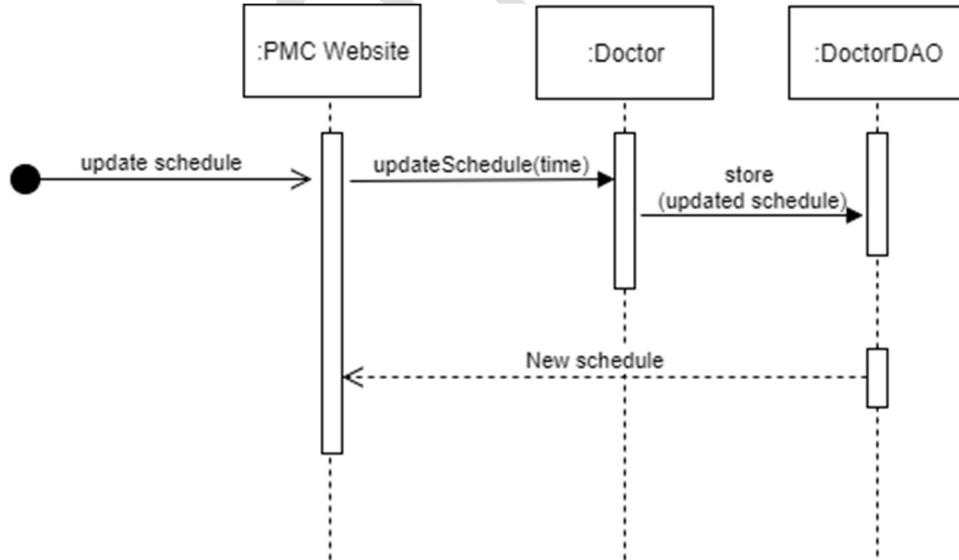 :PMC Website
:Doctor
:DoctorDAO
update schedule
updateSchedule(time)
store
(updated schedule)
New schedule